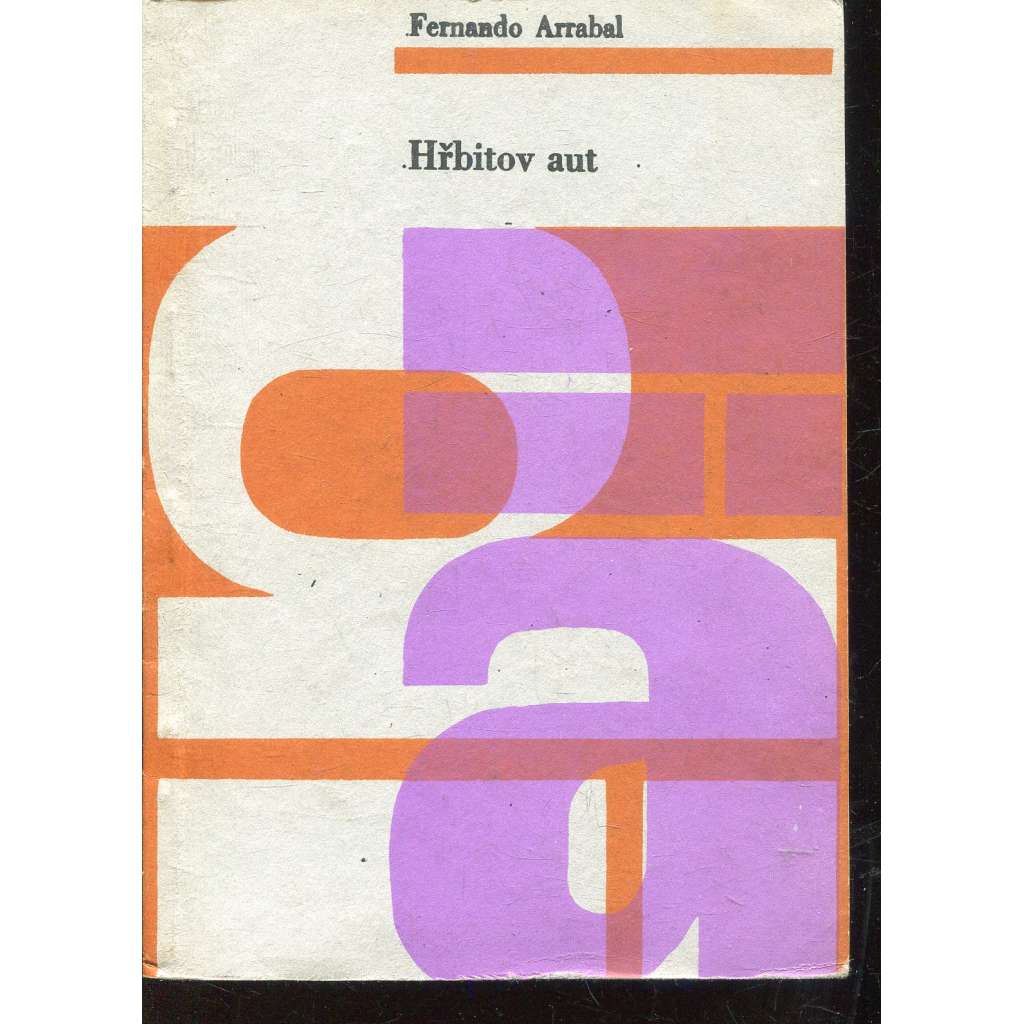 Fernando Arrabal
Hřbitov aut
a